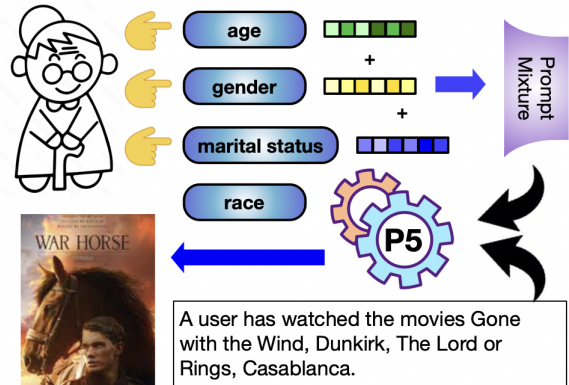 age
+
gender
+
marital status
race
Prompt
Mixture
P5
WAR HORSE
A user has watched the movies Gone
with the Wind, Dunkirk, The Lord or
Rings, Casablanca.